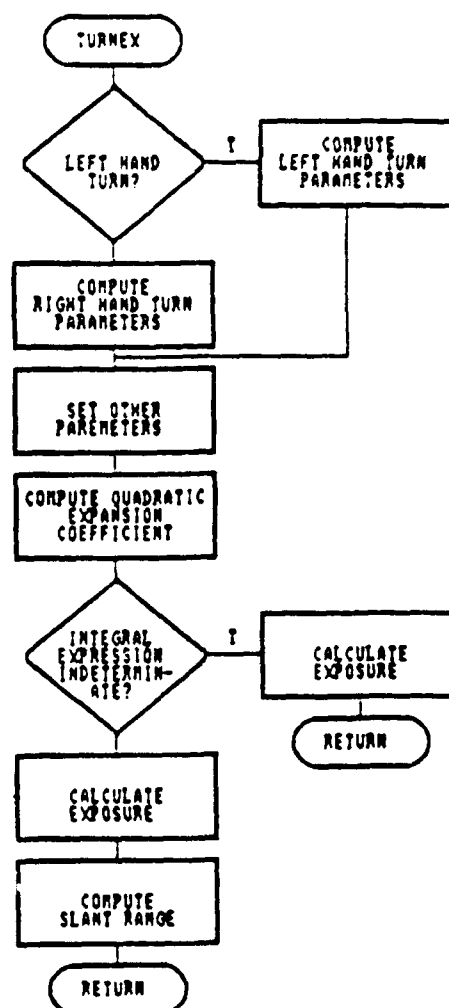 TURNEX
LEFT HAND
TURN?
T
COMPUTE
LEFT HAND TURN
PARAMETERS
COMPUTE
RIGHT HAND TURN
PARAMETERS
SET OTHER
PAREMETERS
COMPUTE QUADRATIC
EXPANSION
COEFFICIENT
INTEGRAL
EXPRESSION
INDETERMIN-
ATE?
T
CALCULATE
EXPOSURE
RETURN
CALCULATE
EXPOSURE
COMPUTE
SLANT RANGE
RETURN